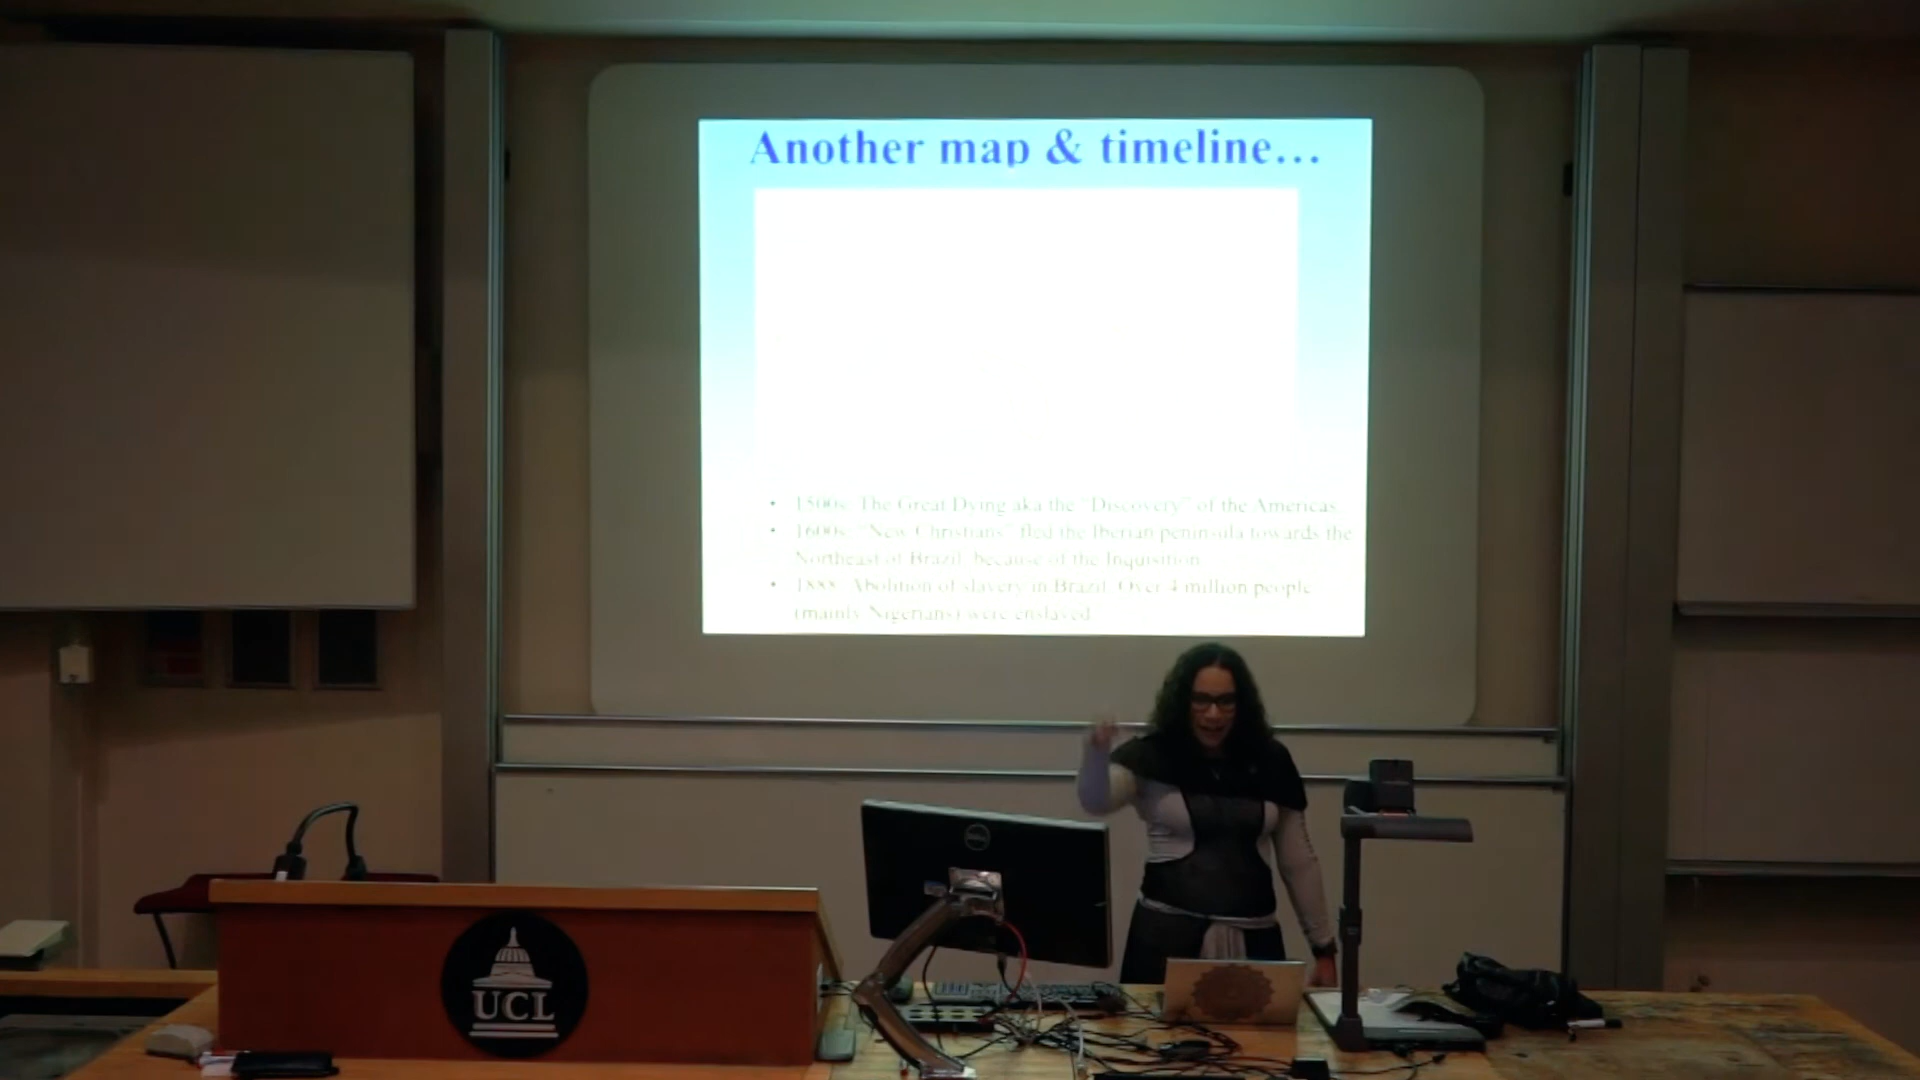 Another map & timeline…
• 1500s: The Great Dying aka the "Discovery" of the Americas.
• 1600s: "New Christians" fled the Iberian peninsula towards the
Northeast of Brazil, because of the Inquisition.
• 1888: Abolition of slavery in Brazil. Over 4 million people
(mainly Nigerians) were enslaved
DELL
UCL